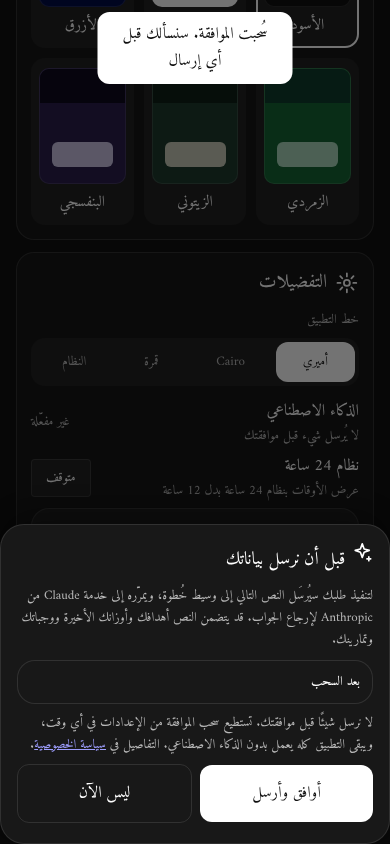 الأزرق
الأسود
سُحبت الموافقة. سنسألك قبل
أي إرسال
الزمردي
الزيتوني
البنفسجي
التفضيلات
خط التطبيق
أميري
Cairo
قمرة
النظام
الذكاء الاصطناعي
غير مفعّلة
لا يُرسل شيء قبل موافقتك
نظام 24 ساعة
متوقف
عرض الأوقات بنظام 24 ساعة بدل 12 ساعة
قبل أن نرسل بياناتك
لتنفيذ طلبك سيُرسَل النص التالي إلى وسيط خُطوة، ويمرّره إلى خدمة Claude من
Anthropic لإرجاع الجواب. قد يتضمن النص أهدافك وأوزانك الأخيرة ووجباتك
وتمارينك.
بعد السحب
لا نرسل شيئًا قبل موافقتك. تستطيع سحب الموافقة من الإعدادات في أي وقت،
ويبقى التطبيق كله يعمل بدون الذكاء الاصطناعي. التفاصيل في سياسة الخصوصية.
أوافق وأرسل
ليس الآن